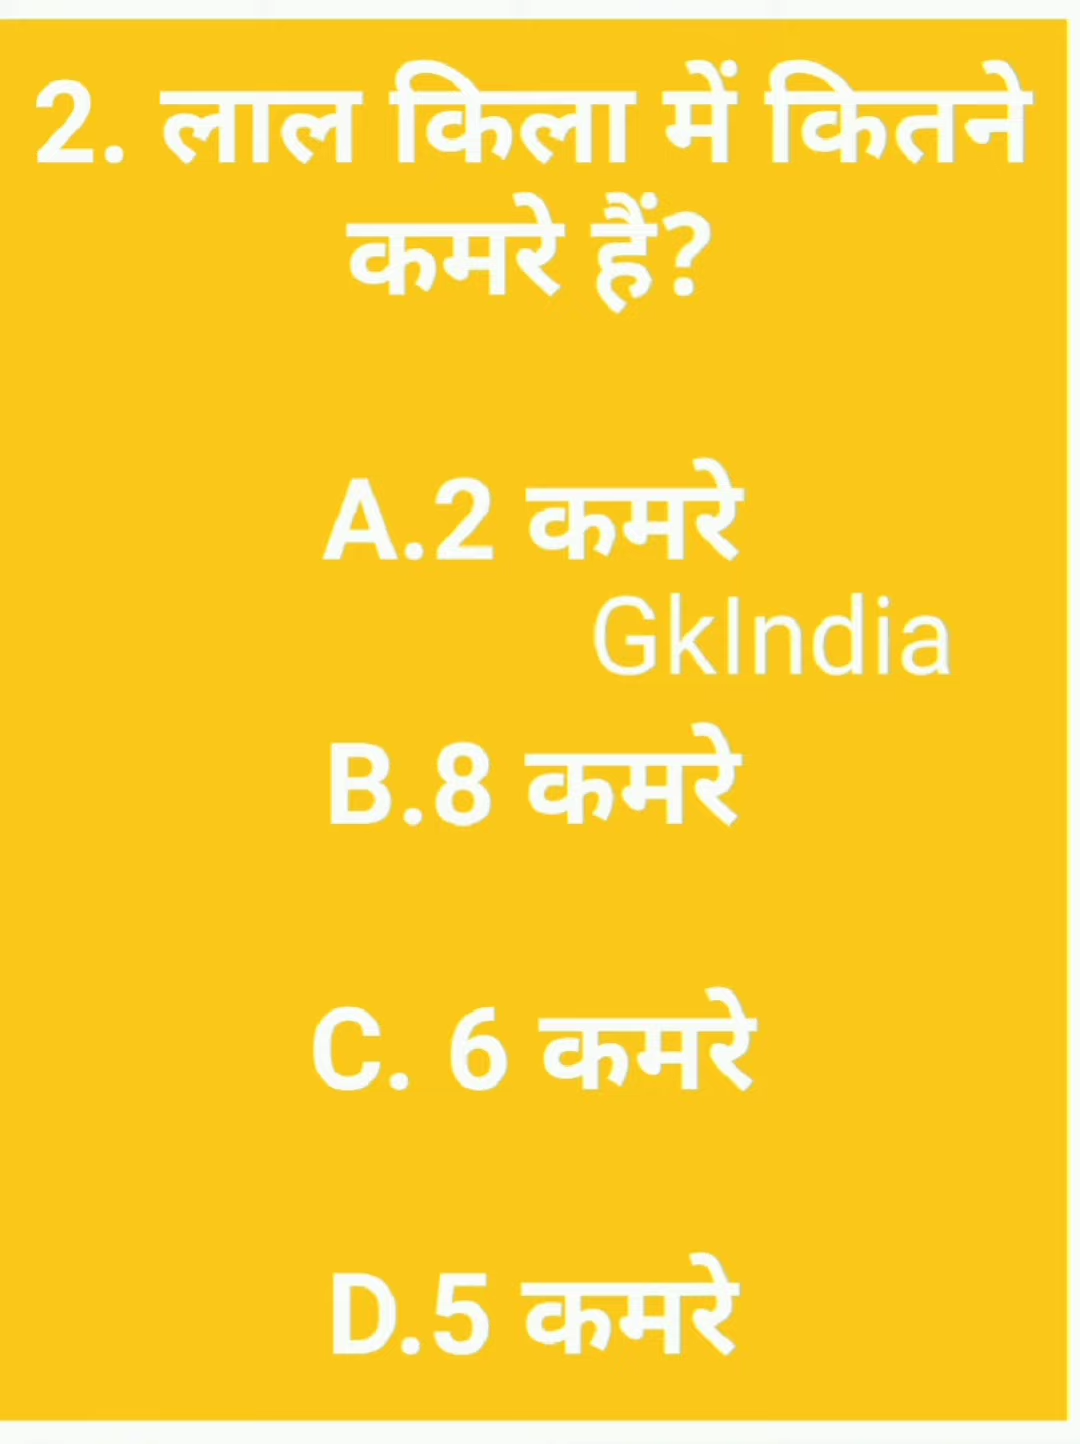 2. लाल किला में कितने
कमरे हैं?
A.2 कमरे
GkIndia
B.8 कमरे
C. 6 कमरे
D.5 कमरे